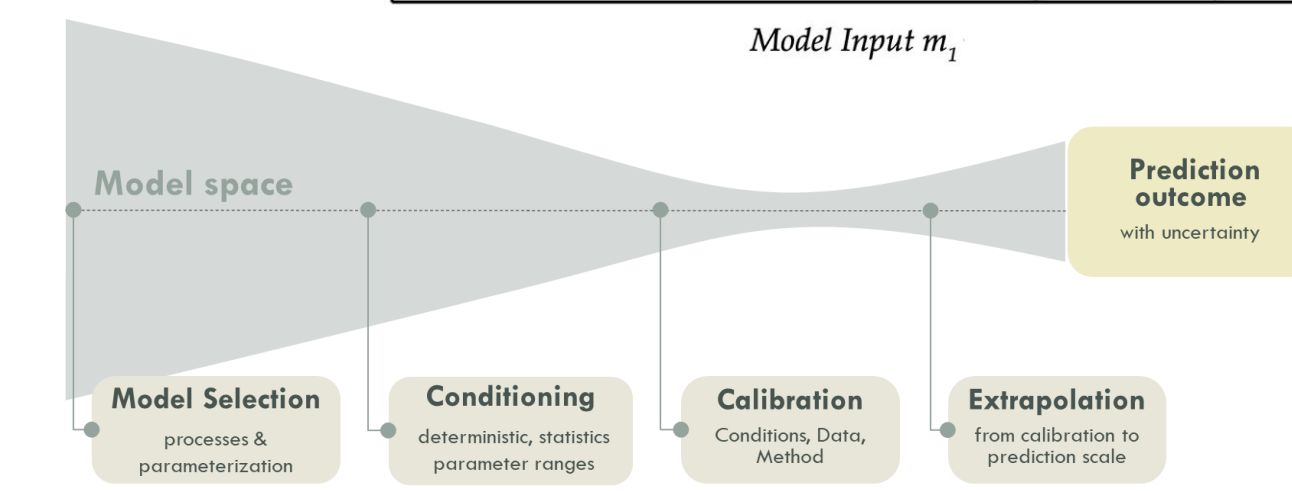 Model Input m1
Model space
Prediction
outcome
with uncertainty
Model Selection
processes &
parameterization
Conditioning
deterministic, statistics
parameter ranges
Calibration
Conditions, Data,
Method
Extrapolation
from calibration to
prediction scale